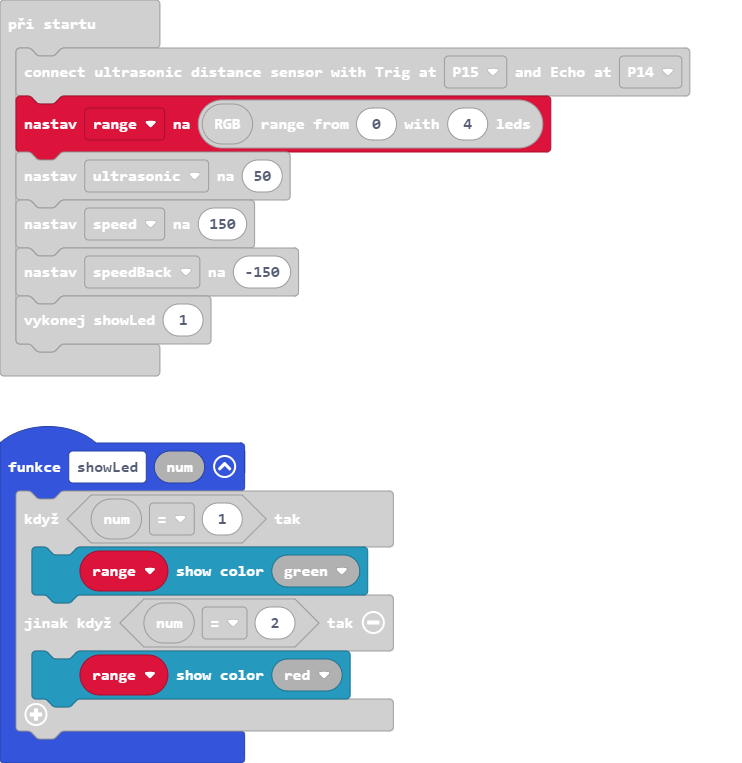 při startu
connect ultrasonic distance sensor with Trig at P15 and Echo at P14
nastav range na RGB range from 0 with 4 leds
nastav ultrasonic na 50
nastav speed na 150
nastav speedBack na -150
vykonej showLed 1
funkce showLed num
když num = 1 tak
range show color green
jinak když num = 2 tak
range show color red